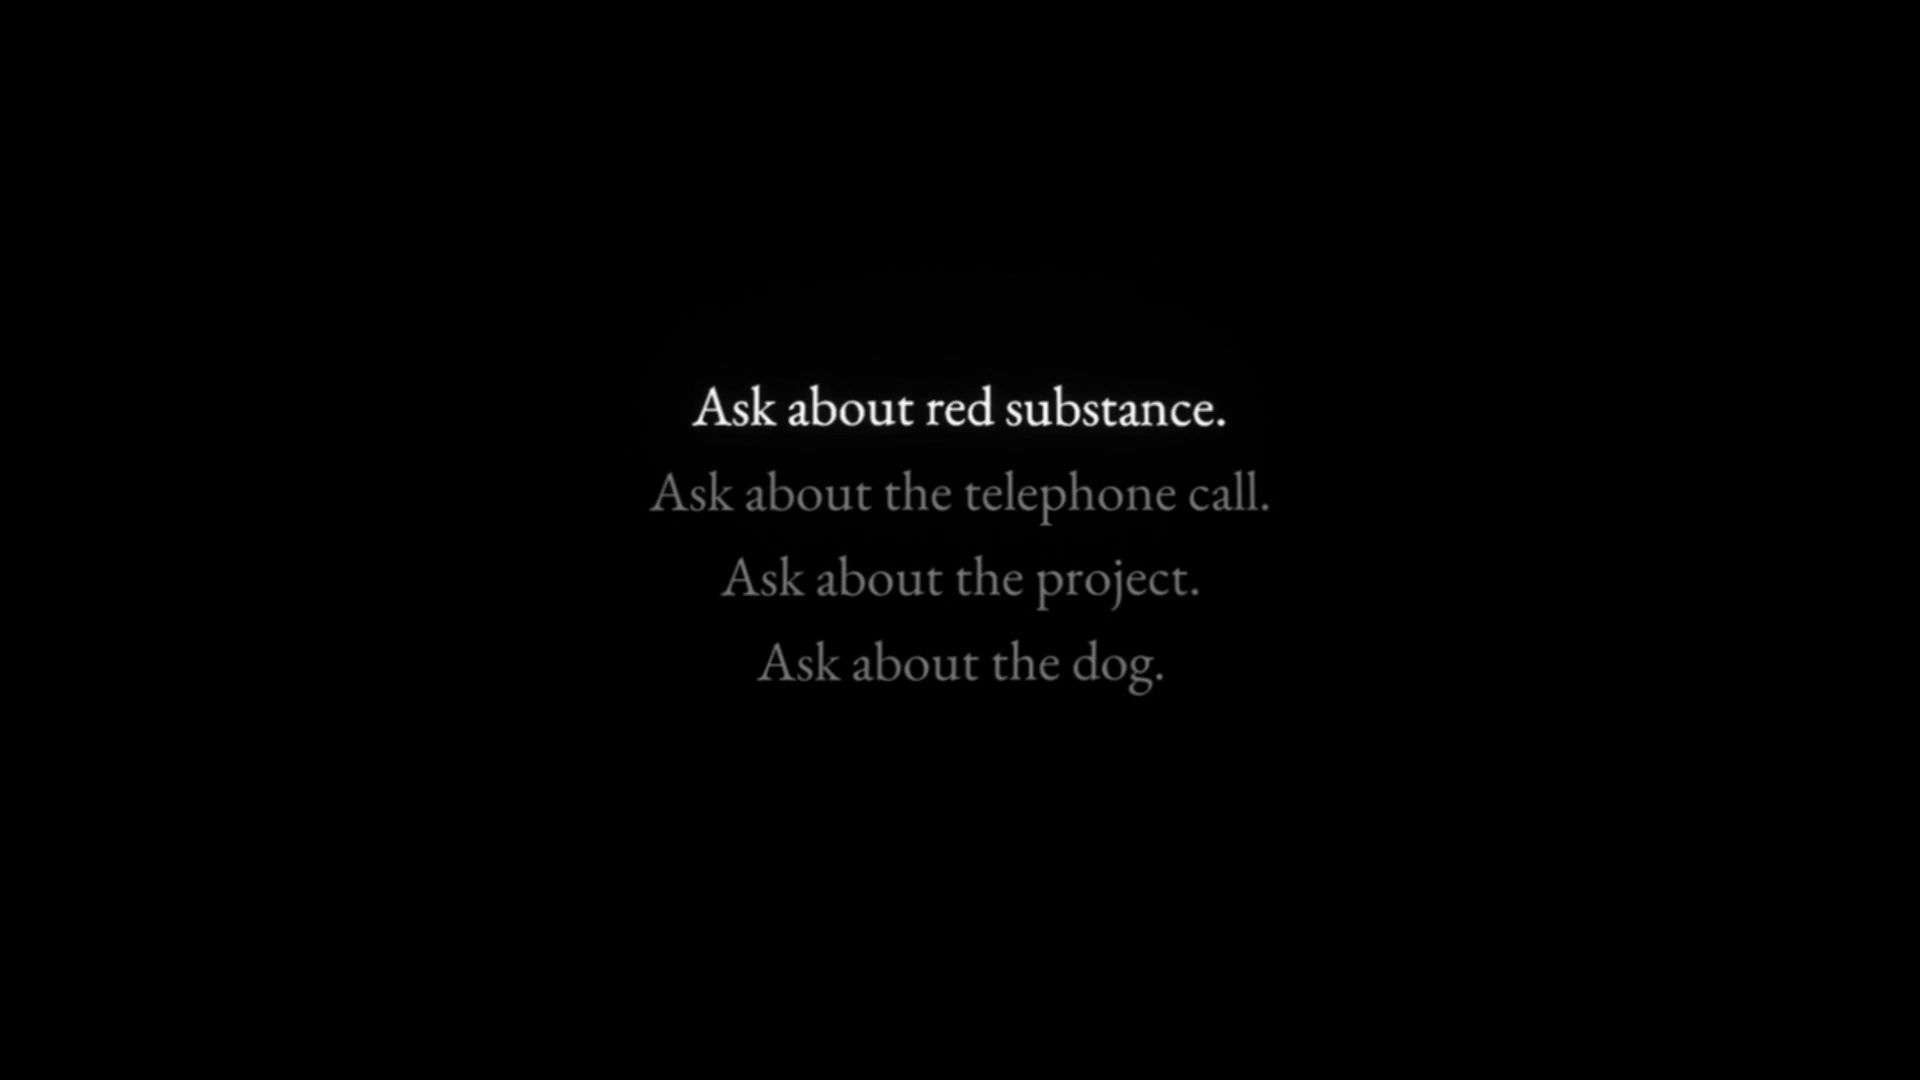 Ask about red substance.
Ask about the telephone call.
Ask about the project.
Ask about the dog.